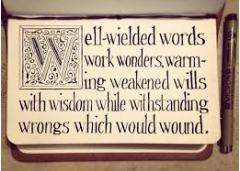 Well-wielded words
work wonders, warm-
ing weakened wills
with wisdom while withstanding
wrongs which would wound.